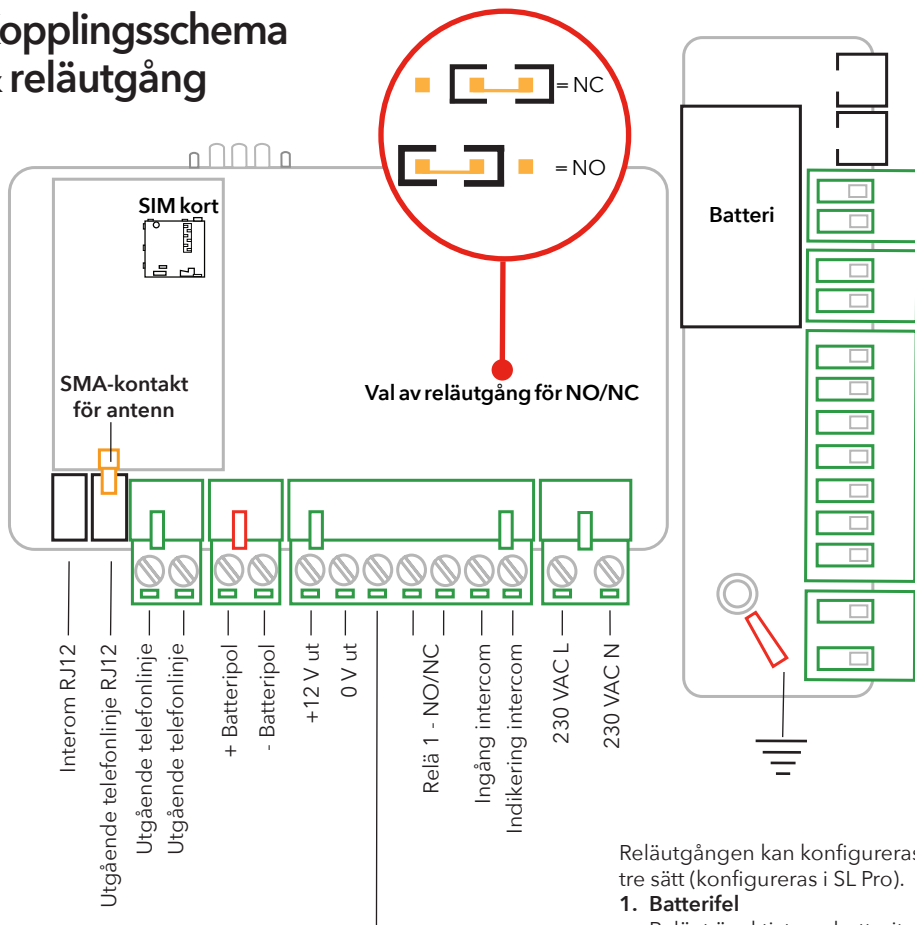 opplingsschema
& reläutgång
= NC
= NO
SIM kort
Batteri
SMA-kontakt
för antenn
Val av reläutgång för NO/NC
Interom RJ12
Utgående telefonlinje RJ12
Utgående telefonlinje
Utgående telefonlinje
+ Batteripol
- Batteripol
+12 V ut
0 V ut
Relä 1 - NO/NC
Ingång intercom
Indikering intercom
230 VAC L
230 VAC N
Reläutgången kan konfigureras
tre sätt (konfigureras i SL Pro).
1. Batterifel